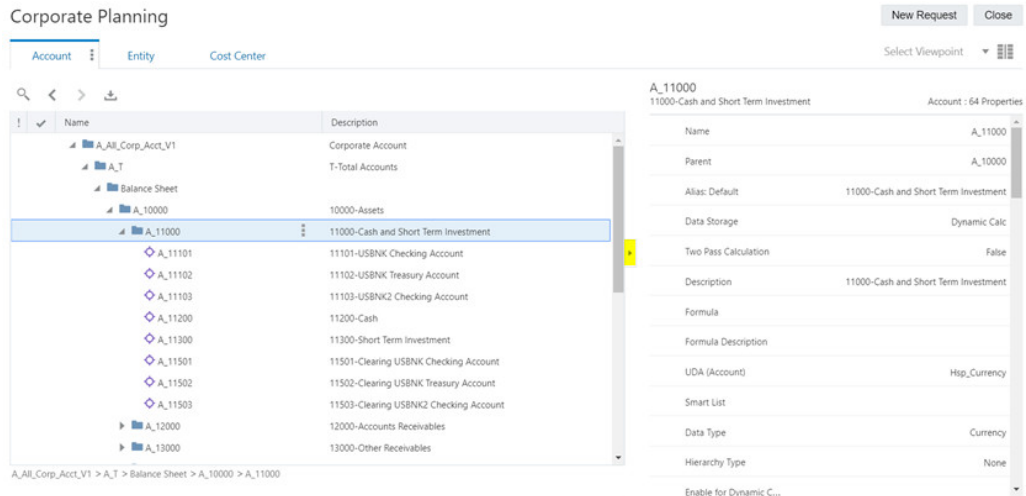 Corporate Planning
New Request Close
Account Entity Cost Center
Select Viewpoint
! Name Description
A_All_Corp_Acct_V1 Corporate Account
A_T T-Total Accounts
Balance Sheet
A_10000 10000-Assets
A_11000 11000-Cash and Short Term Investment
A_11101 11101-USBNK Checking Account
A_11102 11102-USBNK Treasury Account
A_11103 11103-USBNK2 Checking Account
A_11200 11200-Cash
A_11300 11300-Short Term Investment
A_11501 11501-Clearing USBNK Checking Account
A_11502 11502-Clearing USBNK Treasury Account
A_11503 11503-Clearing USBNK2 Checking Account
A_12000 12000-Accounts Receivables
A_13000 13000-Other Receivables
A_All_Corp_Acct_V1 > A_T > Balance Sheet > A_10000 > A_11000
A_11000
11000-Cash and Short Term Investment Account : 64 Properties
Name A_11000
Parent A_10000
Alias: Default 11000-Cash and Short Term Investment
Data Storage Dynamic Calc
Two Pass Calculation False
Description 11000-Cash and Short Term Investment
Formula
Formula Description
UDA (Account) Hsp_Currency
Smart List
Data Type Currency
Hierarchy Type None
Enable for Dynamic C...